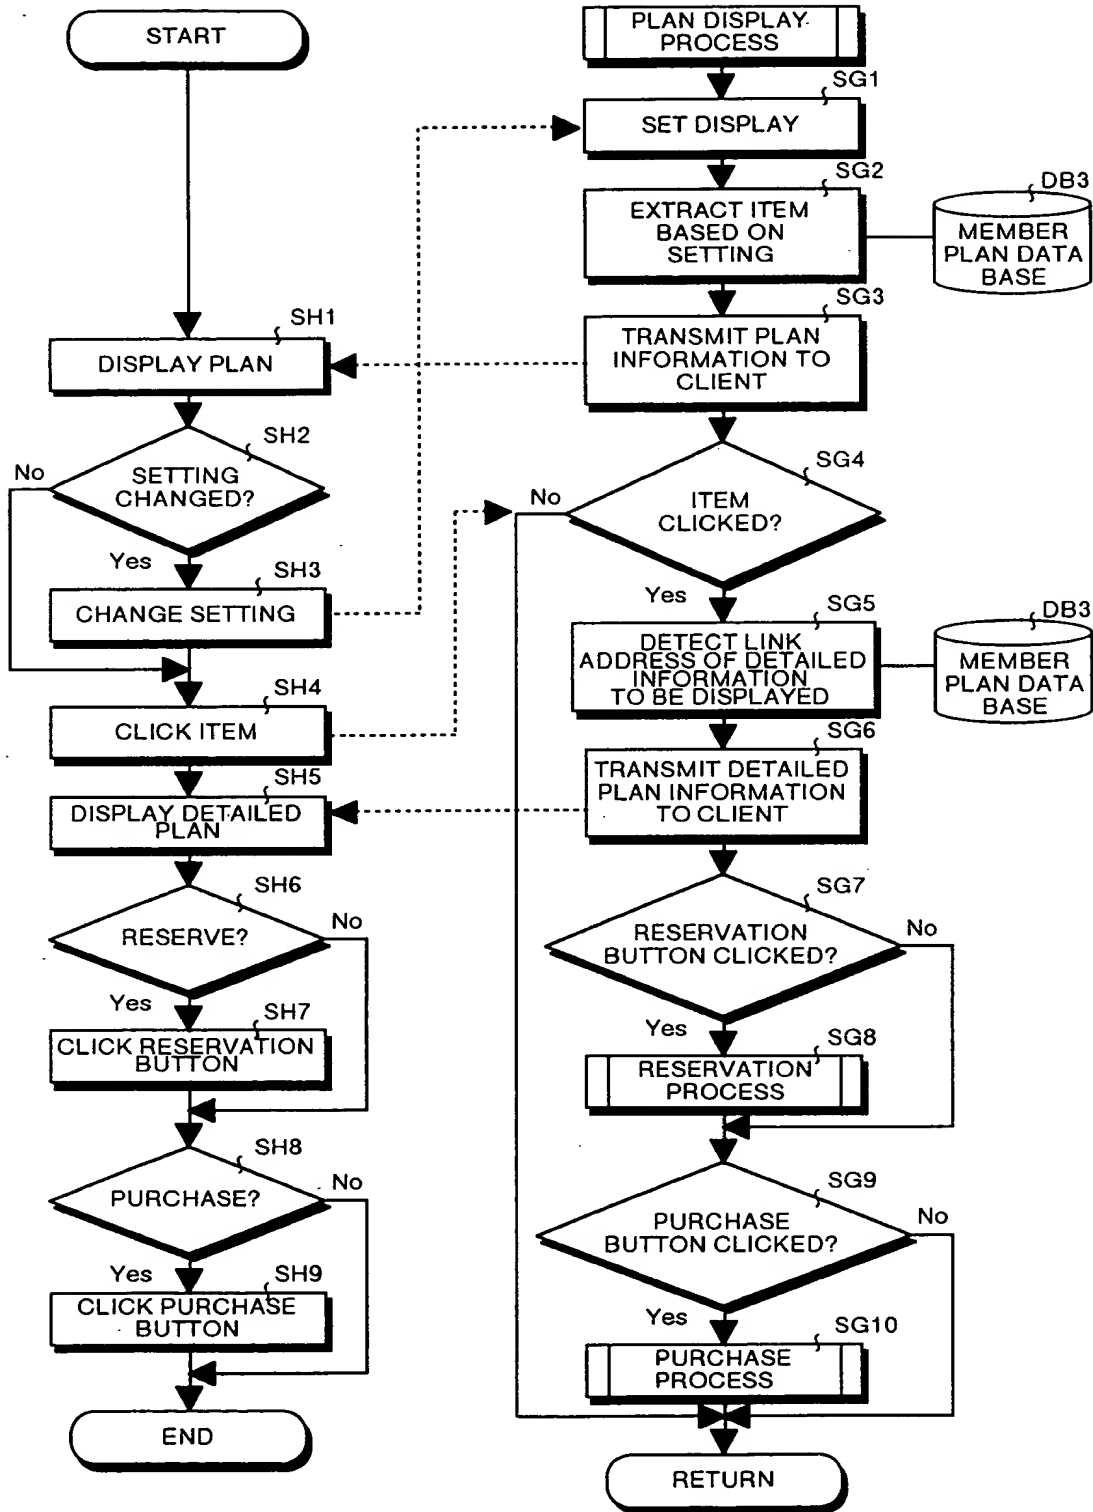 START
SH1
DISPLAY PLAN
SH2
SETTING
CHANGED?
No
Yes
SH3
CHANGE SETTING
SH4
CLICK ITEM
SH5
DISPLAY DETAILED
PLAN
SH6
RESERVE?
No
Yes
SH7
CLICK RESERVATION
BUTTON
SH8
PURCHASE?
No
Yes
SH9
CLICK PURCHASE
BUTTON
END
PLAN DISPLAY
PROCESS
SG1
SET DISPLAY
SG2
EXTRACT ITEM
BASED ON
SETTING
DB3
MEMBER
PLAN DATA
BASE
SG3
TRANSMIT PLAN
INFORMATION TO
CLIENT
SG4
ITEM
CLICKED?
No
Yes
SG5
DETECT LINK
ADDRESS OF DETAILED
INFORMATION
TO BE DISPLAYED
DB3
MEMBER
PLAN DATA
BASE
SG6
TRANSMIT DETAILED
PLAN INFORMATION
TO CLIENT
SG7
RESERVATION
BUTTON CLICKED?
No
Yes
SG8
RESERVATION
PROCESS
SG9
PURCHASE
BUTTON CLICKED?
No
Yes
SG10
PURCHASE
PROCESS
RETURN